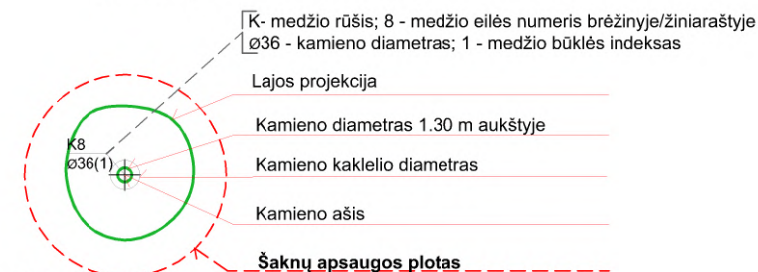 K- medžio rūšis; 8 - medžio eilės numeris brėžinyje/žiniaraštyje
Ø36 - kamieno diametras; 1 - medžio būklės indeksas
Lajos projekcija
Kamieno diametras 1.30 m aukštyje
K8
Ø36(1)
Kamieno kaklelio diametras
Kamieno ašis
Šaknų apsaugos plotas